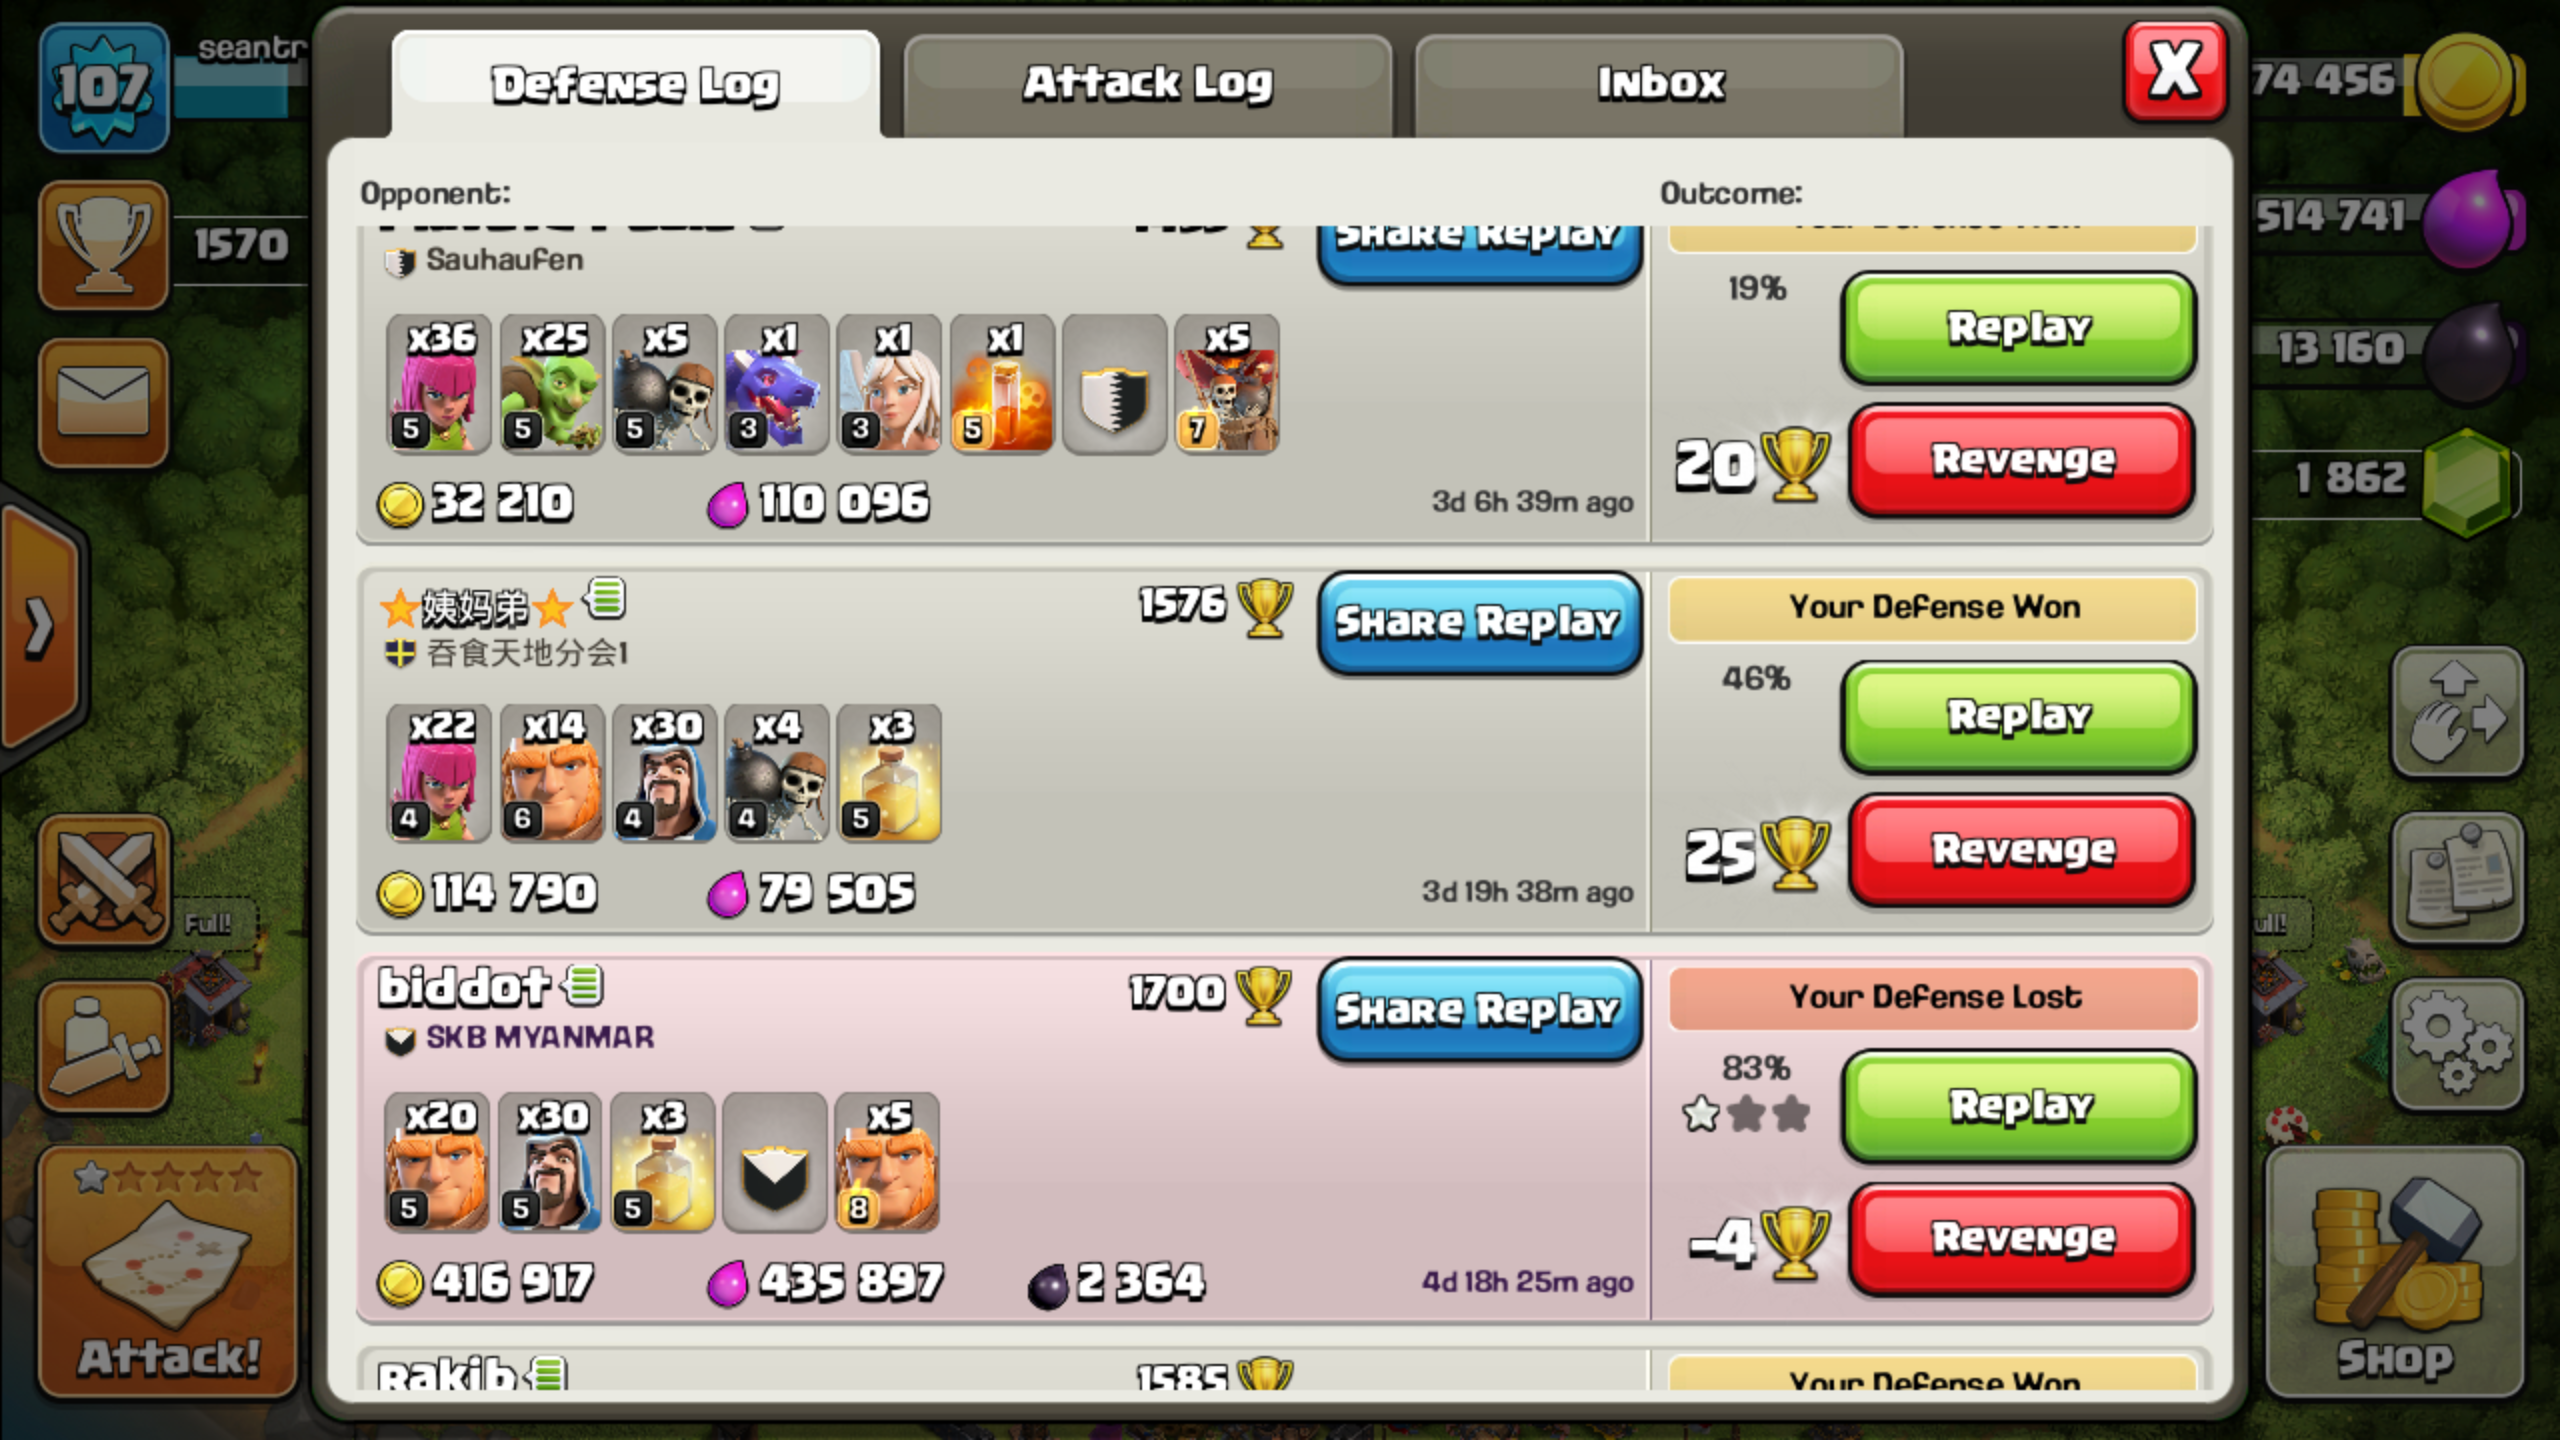 107
seantr
1570
Defense Log
Attack Log
Inbox
X
74 456
514 741
13 160
1 862
Opponent:
Outcome:
Share Replay
Sauhaufen
x36
x25
x5
x1
x1
x1
x5
5
5
5
3
3
5
7
32 210
110 096
3d 6h 39m ago
19%
Replay
20
Revenge
姨妈弟
1576
Share Replay
Your Defense Won
吞食天地分会1
x22
x14
x30
x4
x3
4
6
4
4
5
114 790
79 505
3d 19h 38m ago
46%
Replay
25
Revenge
biddot
1700
Share Replay
Your Defense Lost
SKB MYANMAR
x20
x30
x3
x5
5
5
5
8
416 917
435 897
2 364
4d 18h 25m ago
83%
Replay
-4
Revenge
Rakib
1585
Your Defense Won
Full!
Attack!
Shop